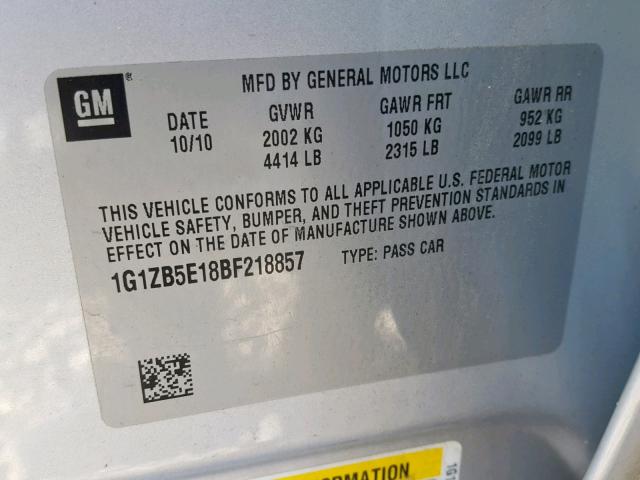 GM
®
MFD BY GENERAL MOTORS LLC
DATE GVWR GAWR FRT GAWR RR
10/10 2002 KG 1050 KG 952 KG
4414 LB 2315 LB 2099 LB
THIS VEHICLE CONFORMS TO ALL APPLICABLE U.S. FEDERAL MOTOR
VEHICLE SAFETY, BUMPER, AND THEFT PREVENTION STANDARDS IN
EFFECT ON THE DATE OF MANUFACTURE SHOWN ABOVE.
1G1ZB5E18BF218857 TYPE: PASS CAR